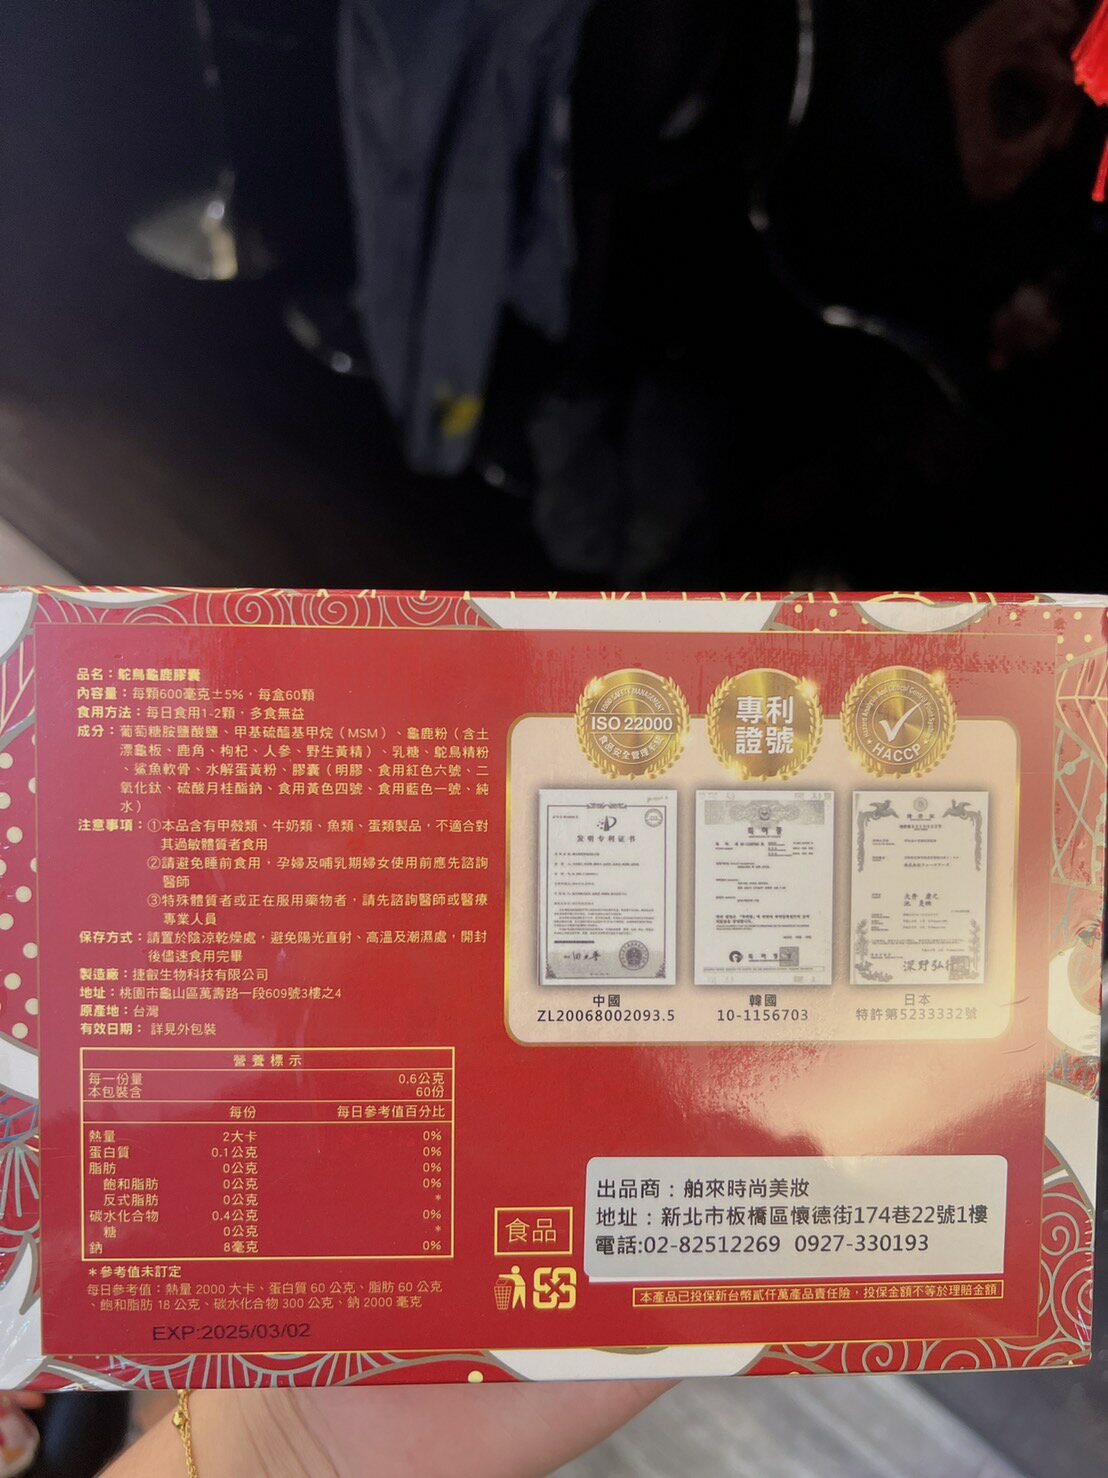 品名：鴕鳥龜鹿膠囊
內容量：每顆600毫克±5%，每盒60顆
食用方法：每日食用1-2顆，多食無益
成分：葡萄糖胺鹽酸鹽、甲基硫醯基甲烷（MSM）、龜鹿粉（含土
漂龜板、鹿角、枸杞、人參、野生黃精）、乳糖、鴕鳥精粉
、鯊魚軟骨、水解蛋黃粉、膠囊（明膠、食用紅色六號、二
氧化鈦、硫酸月桂酯鈉、食用黃色四號、食用藍色一號、純
水）
注意事項：①本品含有甲殼類、牛奶類、魚類、蛋類製品，不適合對
其過敏體質者食用
②請避免睡前食用，孕婦及哺乳期婦女使用前應先諮詢
醫師
③特殊體質者或正在服用藥物者，請先諮詢醫師或醫療
專業人員
保存方式：請置於陰涼乾燥處，避免陽光直射、高溫及潮濕處，開封
後儘速食用完畢
製造廠：捷叡生物科技有限公司
地址：桃園市龜山區萬壽路一段609號3樓之4
原產地：台灣
有效日期： 詳見外包裝
營養標示
每一份量 0.6公克
本包裝含 60份
每份 每日參考值百分比
熱量 2大卡 0%
蛋白質 0.1公克 0%
脂肪 0公克 0%
飽和脂肪 0公克 0%
反式脂肪 0公克 *
碳水化合物 0.4公克 0%
糖 0公克 *
鈉 8毫克 0%
*參考值未訂定
每日參考值：熱量 2000 大卡、蛋白質 60 公克、脂肪 60 公克
、飽和脂肪 18 公克、碳水化合物 300 公克、鈉 2000 毫克
EXP:2025/03/02
FOOD SAFETY MANAGEMENT
ISO 22000
食品安全管理系統
專利
證號
HACCP
发明专利证书
특허증
特許証
中國
ZL20068002093.5
韓國
10-1156703
日本
特許第5233332號
食品
出品商：舶來時尚美妝
地址：新北市板橋區懷德街174巷22號1樓
電話:02-82512269 0927-330193
本產品已投保新台幣貳仟萬產品責任險，投保金額不等於理賠金額